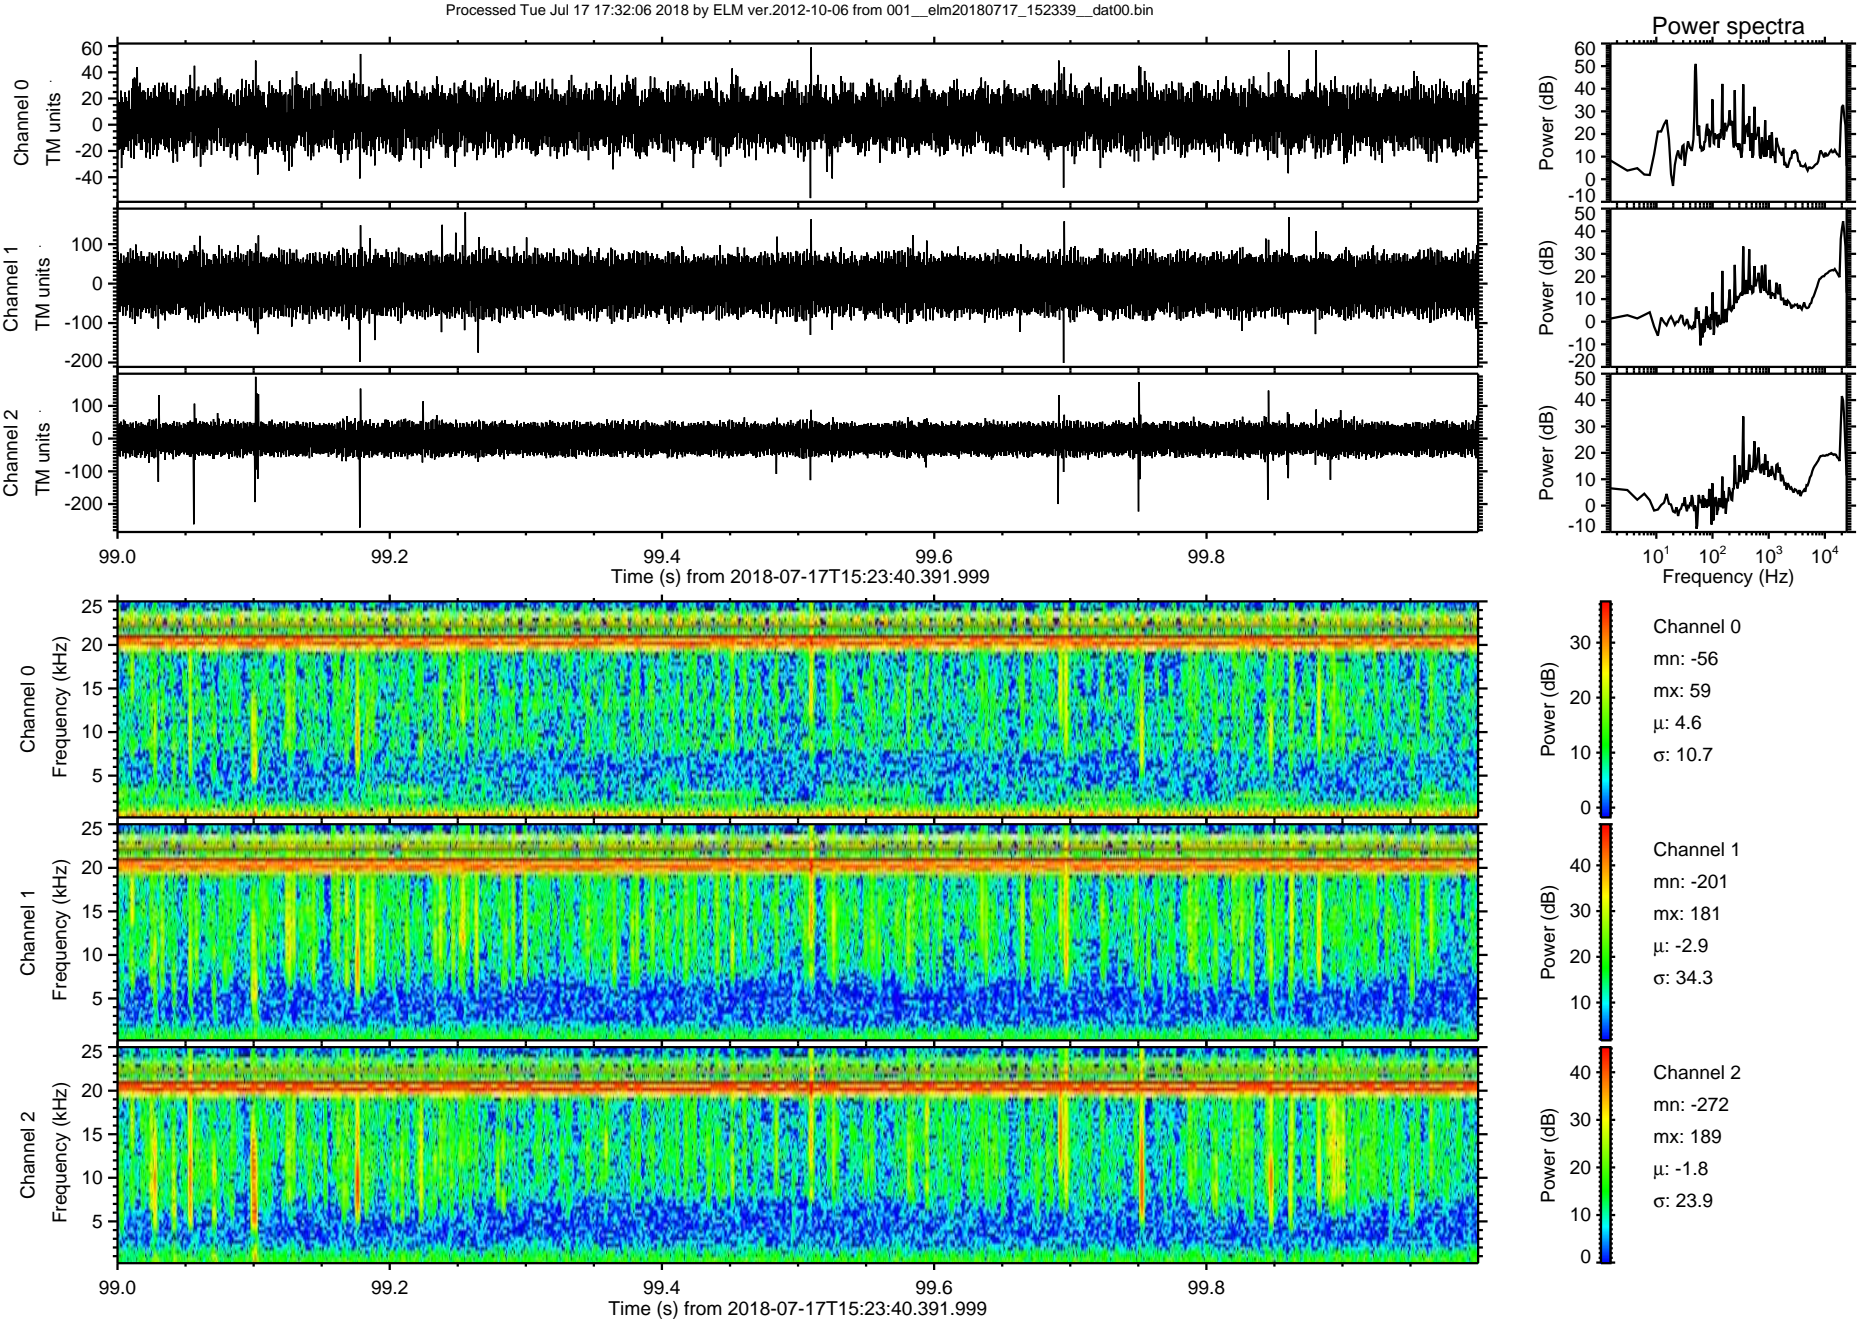 Processed Tue Jul 17 17:32:06 2018 by ELM ver.2012-10-06 from 001__elm20180717_152339__dat00.bin
Power spectra
Channel 0
TM units
60
40
20
0
-20
-40
Power (dB)
60
50
40
30
20
10
0
-10
Channel 1
TM units
100
0
-100
-200
Power (dB)
50
40
30
20
10
0
-10
-20
Channel 2
TM units
100
0
-100
-200
Power (dB)
50
40
30
20
10
0
-10
99.0 99.2 99.4 99.6 99.8
Time (s) from 2018-07-17T15:23:40.391.999
10¹ 10² 10³ 10⁴
Frequency (Hz)
Channel 0
Frequency (kHz)
25
20
15
10
5
Power (dB)
30
20
10
0
Channel 0
mn: -56
mx: 59
μ: 4.6
σ: 10.7
Channel 1
Frequency (kHz)
25
20
15
10
5
Power (dB)
40
30
20
10
Channel 1
mn: -201
mx: 181
μ: -2.9
σ: 34.3
Channel 2
Frequency (kHz)
25
20
15
10
5
Power (dB)
40
30
20
10
0
Channel 2
mn: -272
mx: 189
μ: -1.8
σ: 23.9
99.0 99.2 99.4 99.6 99.8
Time (s) from 2018-07-17T15:23:40.391.999